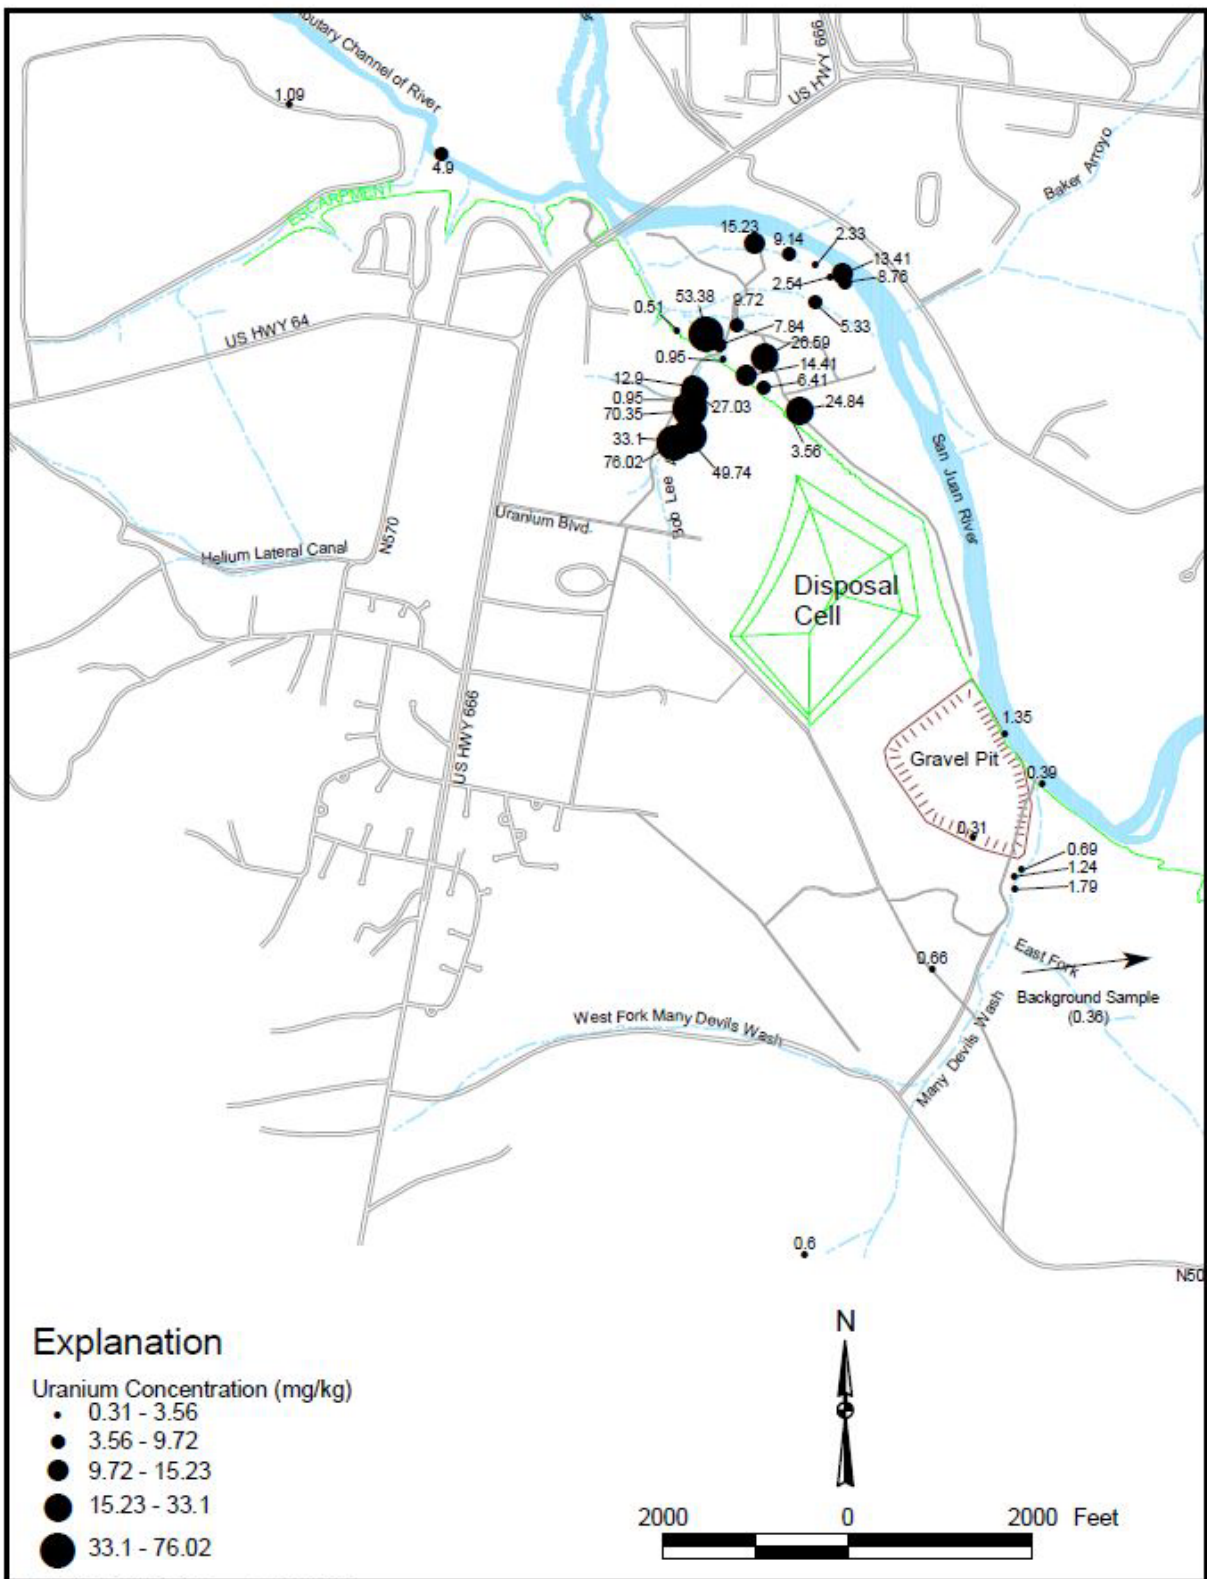 butary Channel of River
US HWY 666
1.09
4.9
Baker Arroyo
ESCARPMENT
15.23
9.14
2.33
13.41
2.54
8.76
53.38
9.72
0.51
7.84
5.33
US HWY 64
26.59
0.95
14.41
12.9
6.41
0.95
27.03
24.84
70.35
33.1
3.56
San Juan River
76.02
49.74
Bob Lee
Uranium Blvd.
N570
Helium Lateral Canal
Disposal
Cell
US HWY 666
1.35
Gravel Pit
0.39
0.31
0.69
1.24
1.79
East Fork
0.66
Background Sample
(0.36)
West Fork Many Devils Wash
Many Devils Wash
0.6
N50
N
Explanation
Uranium Concentration (mg/kg)
0.31 - 3.56
3.56 - 9.72
9.72 - 15.23
15.23 - 33.1
33.1 - 76.02
2000 0 2000 Feet